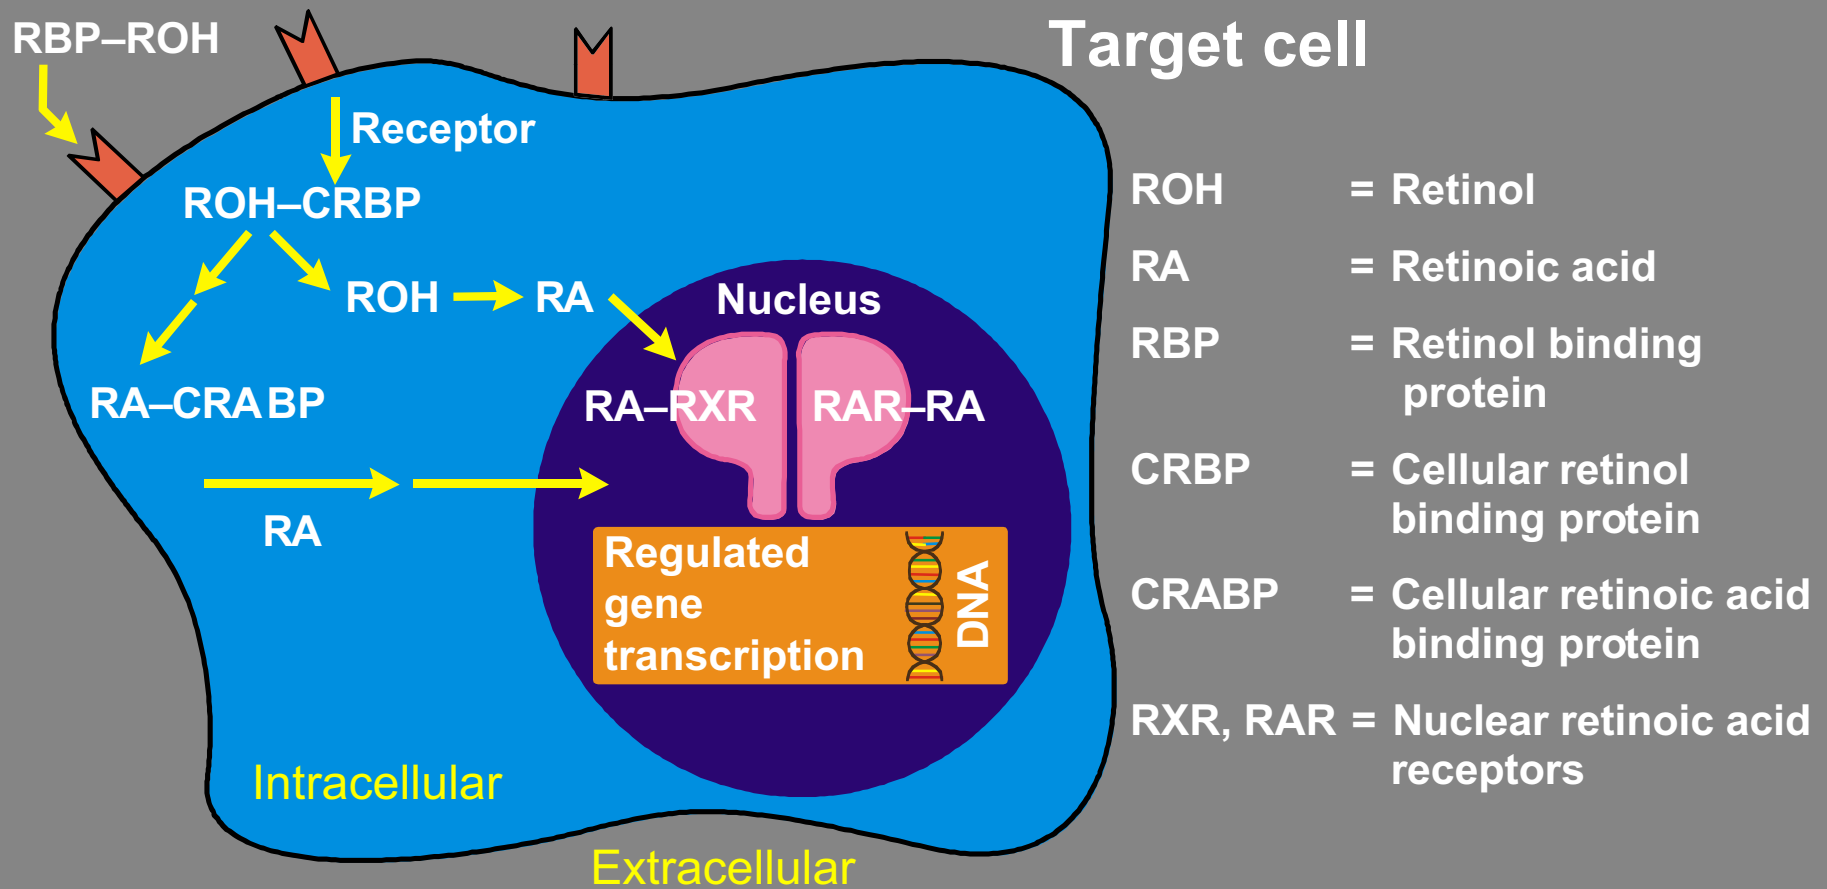 Target cell
RBP–ROH
Receptor
ROH–CRBP
ROH
RA
Nucleus
RA–CRABP
RA–RXR
RAR–RA
RA
Regulated
gene
transcription
DNA
Intracellular
Extracellular
ROH = Retinol
RA = Retinoic acid
RBP = Retinol binding
protein
CRBP = Cellular retinol
binding protein
CRABP = Cellular retinoic acid
binding protein
RXR, RAR = Nuclear retinoic acid
receptors